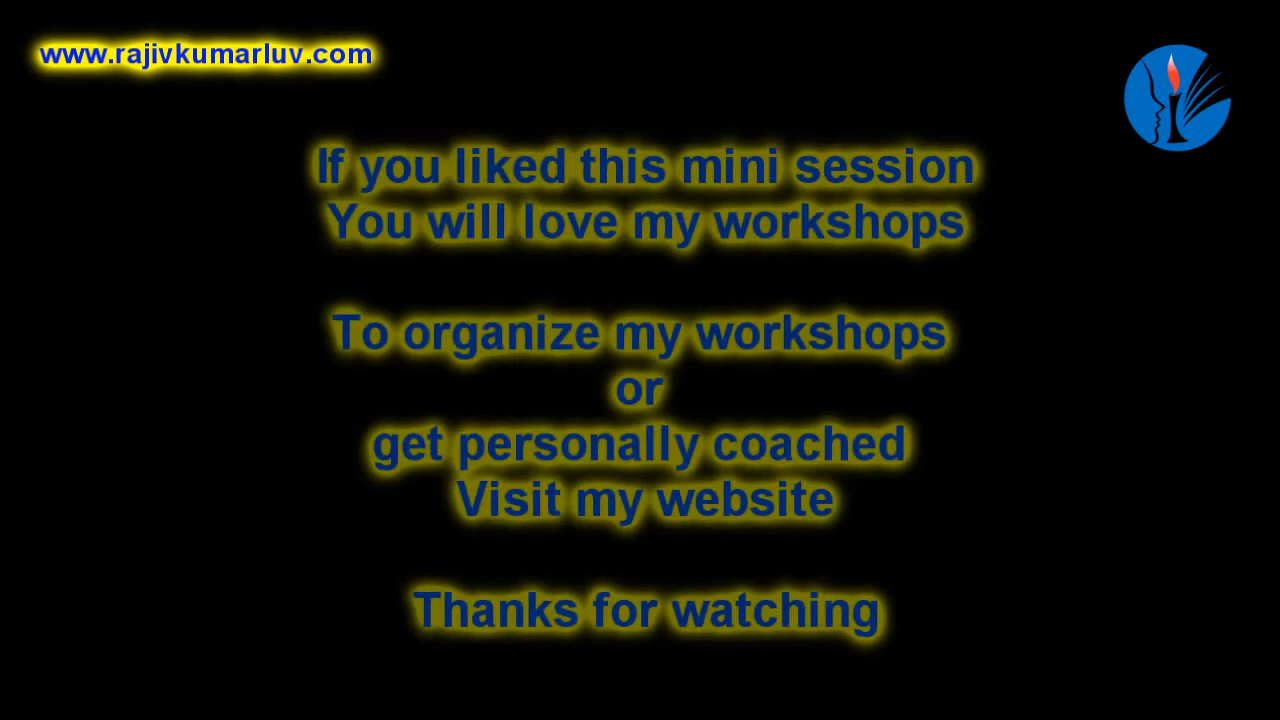 www.rajivkumarluv.com
If you liked this mini session
You will love my workshops
To organize my workshops
or
get personally coached
Visit my website
Thanks for watching